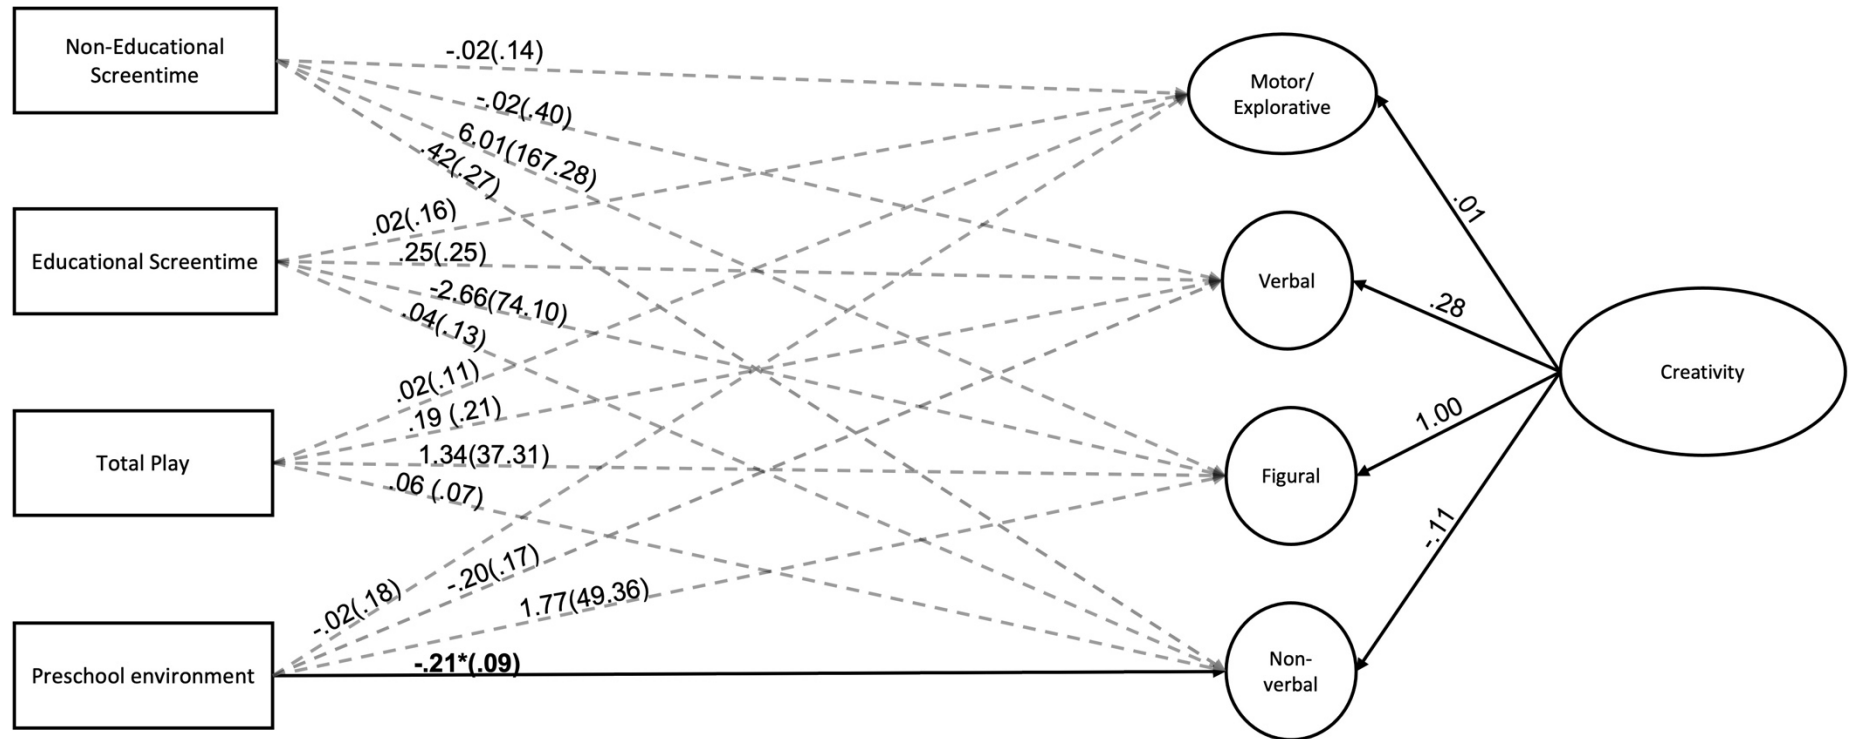 Non-Educational
Screentime
-.02(.14)
-.02(.40)
6.01(167.28)
.42(.27)
Motor/
Explorative
.01
Educational Screentime
.02(.16)
.25(.25)
-2.66(74.10)
.04(.13)
Verbal
.28
Creativity
Total Play
.02(.11)
.19 (.21)
1.34(37.31)
.06 (.07)
1.00
Figural
-.11
Preschool environment
-.02(.18)
-.20(.17)
1.77(49.36)
-.21*(.09)
Non-
verbal